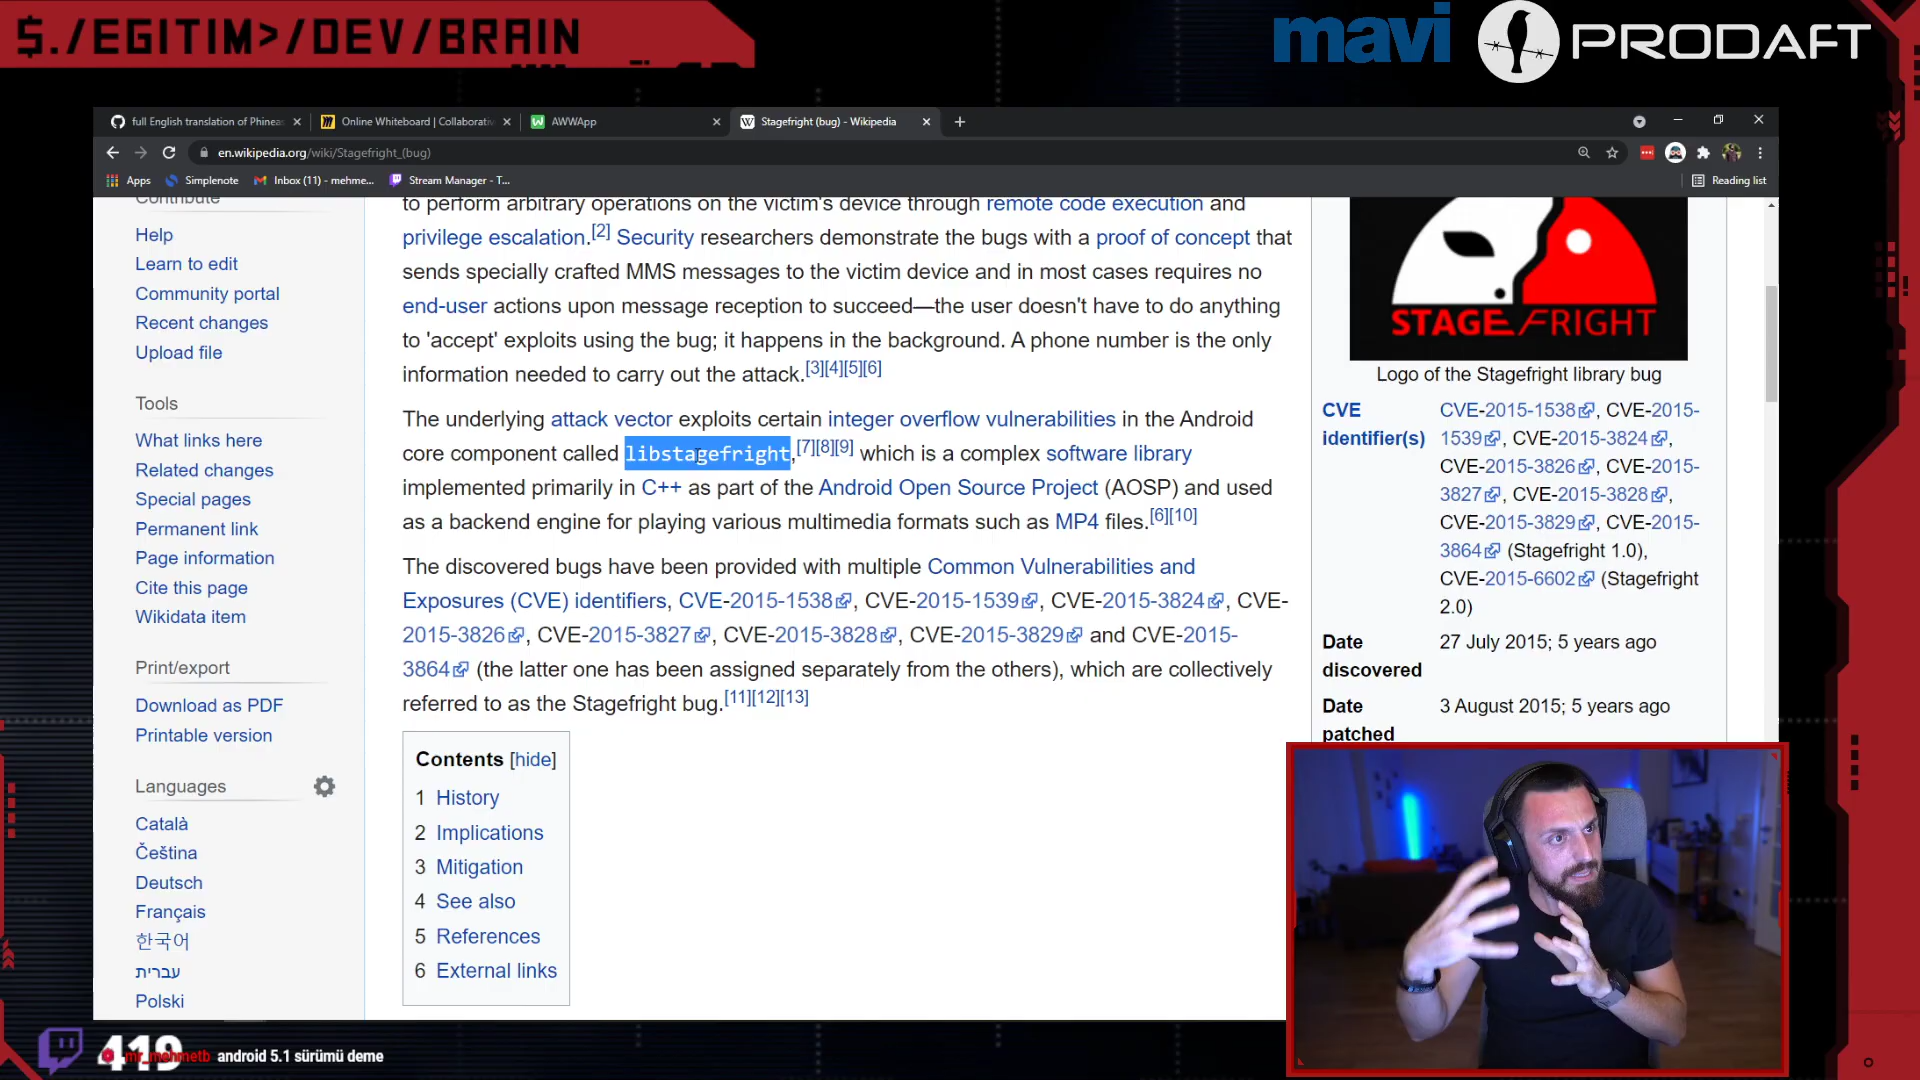 $./EGITIM>/DEV/BRAIN
mavi
PRODAFT
full English translation of Phineas
Online Whiteboard | Collaborativ
AWWApp
Stagefright (bug) - Wikipedia
en.wikipedia.org/wiki/Stagefright_(bug)
Apps
Simplenote
Inbox (11) - mehme...
Stream Manager - T...
Reading list
Contribute
Help
Learn to edit
Community portal
Recent changes
Upload file
Tools
What links here
Related changes
Special pages
Permanent link
Page information
Cite this page
Wikidata item
Print/export
Download as PDF
Printable version
Languages
Català
Čeština
Deutsch
Français
한국어
עברית
Polski
to perform arbitrary operations on the victim's device through remote code execution and
privilege escalation.[2] Security researchers demonstrate the bugs with a proof of concept that
sends specially crafted MMS messages to the victim device and in most cases requires no
end-user actions upon message reception to succeed—the user doesn't have to do anything
to 'accept' exploits using the bug; it happens in the background. A phone number is the only
information needed to carry out the attack.[3][4][5][6]
The underlying attack vector exploits certain integer overflow vulnerabilities in the Android
core component called libstagefright,[7][8][9] which is a complex software library
implemented primarily in C++ as part of the Android Open Source Project (AOSP) and used
as a backend engine for playing various multimedia formats such as MP4 files.[6][10]
The discovered bugs have been provided with multiple Common Vulnerabilities and
Exposures (CVE) identifiers, CVE-2015-1538, CVE-2015-1539, CVE-2015-3824, CVE-
2015-3826, CVE-2015-3827, CVE-2015-3828, CVE-2015-3829 and CVE-2015-
3864 (the latter one has been assigned separately from the others), which are collectively
referred to as the Stagefright bug.[11][12][13]
Contents [hide]
1 History
2 Implications
3 Mitigation
4 See also
5 References
6 External links
STAGEFRIGHT
Logo of the Stagefright library bug
CVE
identifier(s)
CVE-2015-1538, CVE-2015-
1539, CVE-2015-3824,
CVE-2015-3826, CVE-2015-
3827, CVE-2015-3828,
CVE-2015-3829, CVE-2015-
3864 (Stagefright 1.0),
CVE-2015-6602 (Stagefright
2.0)
Date
discovered
27 July 2015; 5 years ago
Date
patched
3 August 2015; 5 years ago
419
mr_mehmetb android 5.1 sürümü deme